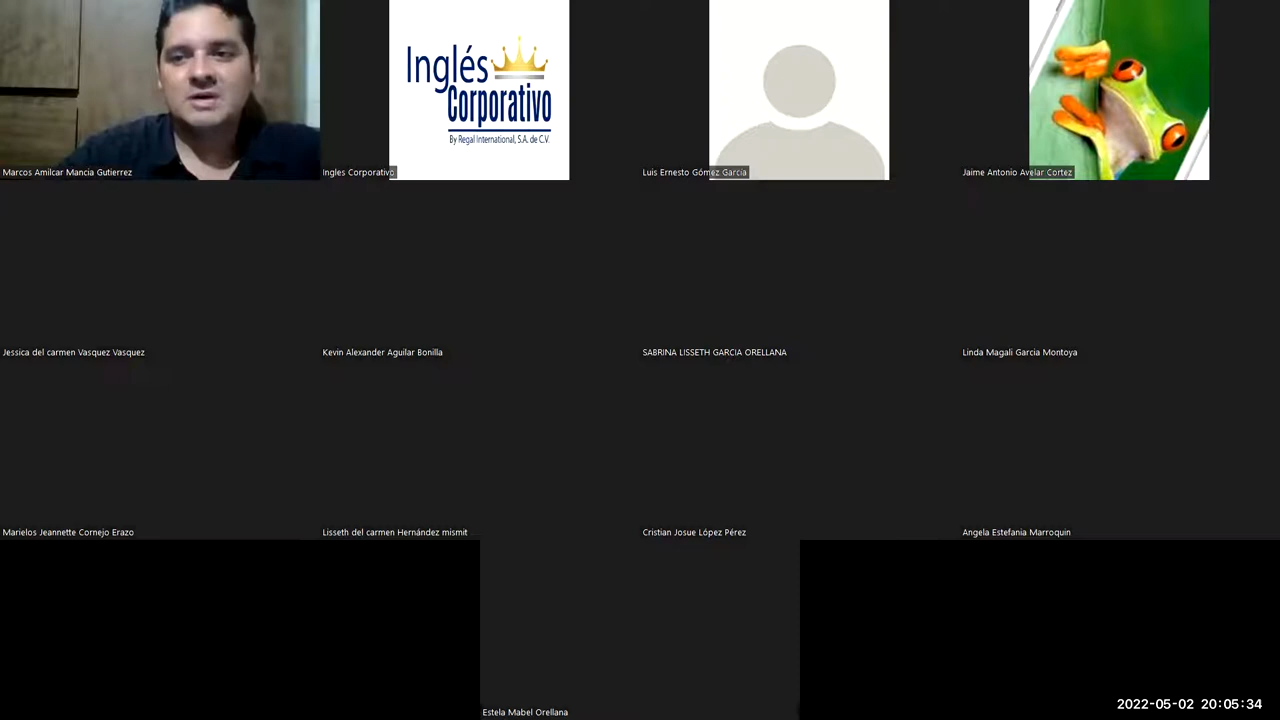 Inglés
Corporativo
By Regal International, S.A. de C.V.
Marcos Amilcar Mancia Gutierrez
Ingles Corporativo
Luis Ernesto Gómez García
Jaime Antonio Avelar Cortez
Jessica del carmen Vasquez Vasquez
Kevin Alexander Aguilar Bonilla
SABRINA LISSETH GARCIA ORELLANA
Linda Magali Garcia Montoya
Marielos Jeannette Cornejo Erazo
Lisseth del carmen Hernández mismit
Cristian Josue López Pérez
Angela Estefania Marroquin
Estela Mabel Orellana
2022-05-02 20:05:34